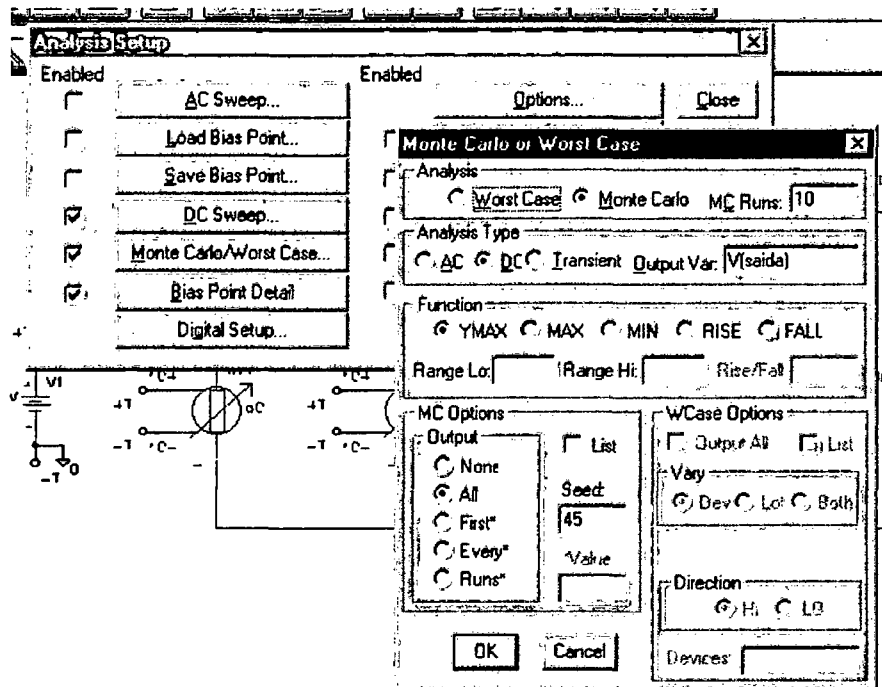 Analysis Setup
Enabled
Enabled
AC Sweep...
Options...
Close
Load Bias Point...
Save Bias Point...
DC Sweep...
Monte Carlo/Worst Case...
Bias Point Detail
Digital Setup...
Monte Carlo or Worst Case
Analysis
Worst Case Monte Carlo MC Runs: 10
Analysis Type
AC DC Transient Output Var: V(saida)
Function
YMAX MAX MIN RISE FALL
Range Lo: Range Hi: Rise/Fall
MC Options
Output
None
All
First*
Every*
Runs*
List
Seed:
45
*Value
WCase Options
Output All List
Vary
Dev Lot Both
Direction
HI LO
Devices:
OK
Cancel
V1
V
0
-T
+T
-T
+T
-T